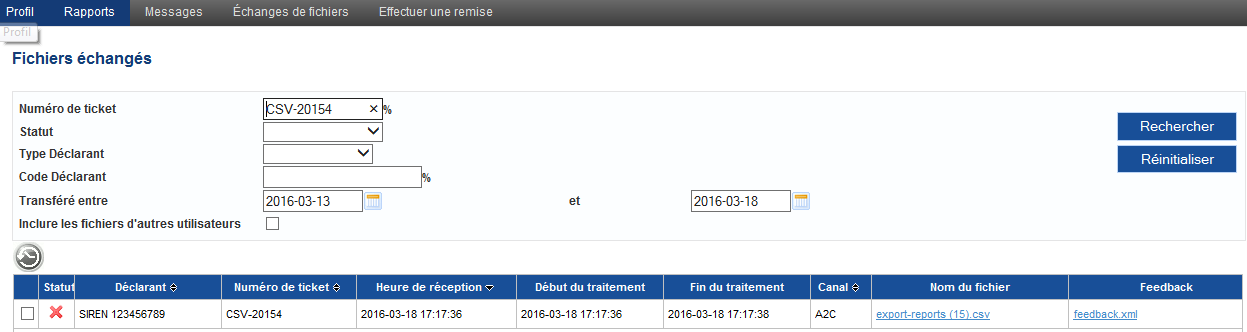 Profil Rapports Messages Échanges de fichiers Effectuer une remise
Profil
Fichiers échangés
Numéro de ticket CSV-20154 × %
Rechercher
Statut
Type Déclarant
Réinitialiser
Code Déclarant %
Transféré entre 2016-03-13 et 2016-03-18
Inclure les fichiers d'autres utilisateurs
Statut Déclarant Numéro de ticket Heure de réception Début du traitement Fin du traitement Canal Nom du fichier Feedback
SIREN 123456789 CSV-20154 2016-03-18 17:17:36 2016-03-18 17:17:36 2016-03-18 17:17:38 A2C export-reports (15).csv feedback.xml